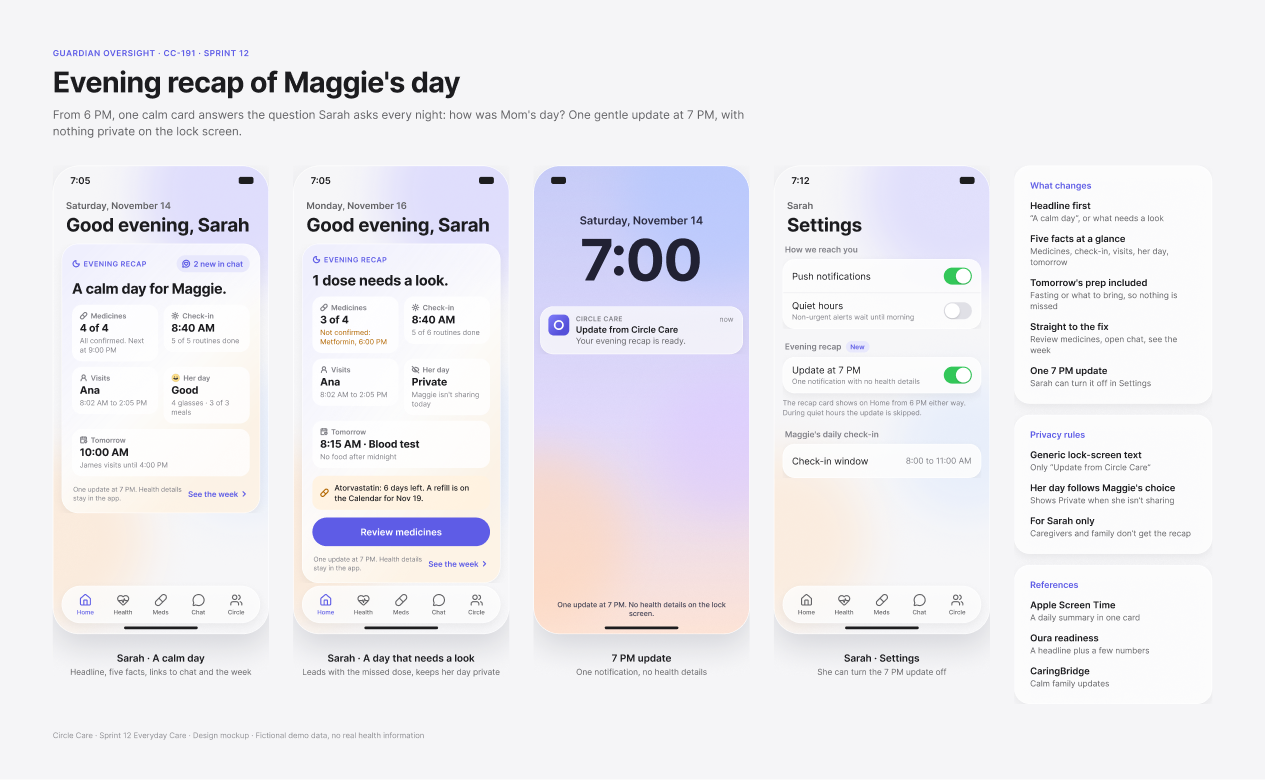 GUARDIAN OVERSIGHT · CC-191 · SPRINT 12
Evening recap of Maggie's day
From 6 PM, one calm card answers the question Sarah asks every night: how was Mom's day? One gentle update at 7 PM, with
nothing private on the lock screen.
7:05
Saturday, November 14
Good evening, Sarah
EVENING RECAP
2 new in chat
A calm day for Maggie.
Medicines
4 of 4
All confirmed. Next
at 9:00 PM
Check-in
8:40 AM
5 of 5 routines done
Visits
Ana
8:02 AM to 2:05 PM
Her day
Good
4 glasses · 3 of 3
meals
Tomorrow
10:00 AM
James visits until 4:00 PM
One update at 7 PM. Health details
stay in the app.
See the week
Home
Health
Meds
Chat
Circle
Sarah · A calm day
Headline, five facts, links to chat and the week
7:05
Monday, November 16
Good evening, Sarah
EVENING RECAP
1 dose needs a look.
Medicines
3 of 4
Not confirmed:
Metformin, 6:00 PM
Check-in
8:40 AM
5 of 6 routines done
Visits
Ana
8:02 AM to 2:05 PM
Her day
Private
Maggie isn't sharing
today
Tomorrow
8:15 AM · Blood test
No food after midnight
Atorvastatin: 6 days left. A refill is on
the Calendar for Nov 19.
Review medicines
One update at 7 PM. Health details
stay in the app.
See the week
Home
Health
Meds
Chat
Circle
Sarah · A day that needs a look
Leads with the missed dose, keeps her day private
Saturday, November 14
7:00
CIRCLE CARE
now
Update from Circle Care
Your evening recap is ready.
One update at 7 PM. No health details on the lock
screen.
7 PM update
One notification, no health details
7:12
Sarah
Settings
How we reach you
Push notifications
Quiet hours
Non-urgent alerts wait until morning
Evening recap
New
Update at 7 PM
One notification with no health details
The recap card shows on Home from 6 PM either way.
During quiet hours the update is skipped.
Maggie's daily check-in
Check-in window
8:00 to 11:00 AM
Home
Health
Meds
Chat
Circle
Sarah · Settings
She can turn the 7 PM update off
What changes
Headline first
"A calm day", or what needs a look
Five facts at a glance
Medicines, check-in, visits, her day,
tomorrow
Tomorrow's prep included
Fasting or what to bring, so nothing is
missed
Straight to the fix
Review medicines, open chat, see the
week
One 7 PM update
Sarah can turn it off in Settings
Privacy rules
Generic lock-screen text
Only "Update from Circle Care"
Her day follows Maggie's choice
Shows Private when she isn't sharing
For Sarah only
Caregivers and family don't get the recap
References
Apple Screen Time
A daily summary in one card
Oura readiness
A headline plus a few numbers
CaringBridge
Calm family updates
Circle Care · Sprint 12 Everyday Care · Design mockup · Fictional demo data, no real health information